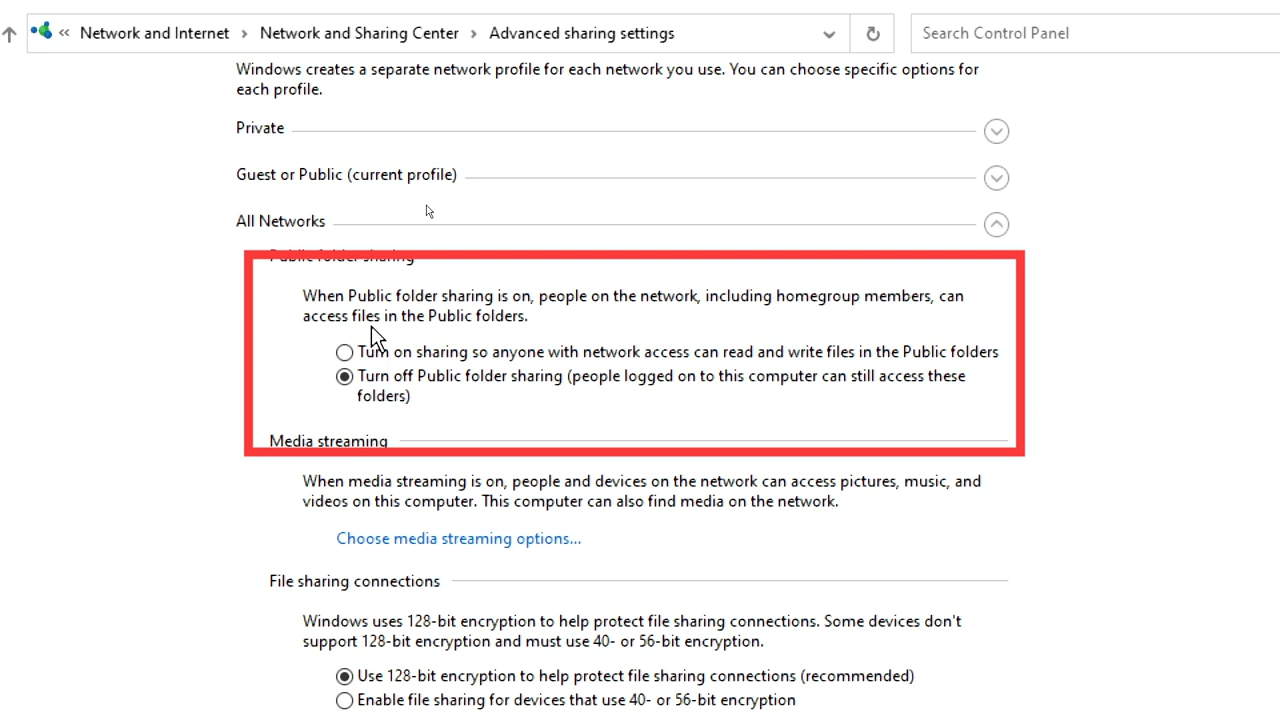 « Network and Internet › Network and Sharing Center › Advanced sharing settings
Search Control Panel
Windows creates a separate network profile for each network you use. You can choose specific options for
each profile.
Private
Guest or Public (current profile)
All Networks
Public folder sharing
When Public folder sharing is on, people on the network, including homegroup members, can
access files in the Public folders.
Turn on sharing so anyone with network access can read and write files in the Public folders
Turn off Public folder sharing (people logged on to this computer can still access these
folders)
Media streaming
When media streaming is on, people and devices on the network can access pictures, music, and
videos on this computer. This computer can also find media on the network.
Choose media streaming options...
File sharing connections
Windows uses 128-bit encryption to help protect file sharing connections. Some devices don't
support 128-bit encryption and must use 40- or 56-bit encryption.
Use 128-bit encryption to help protect file sharing connections (recommended)
Enable file sharing for devices that use 40- or 56-bit encryption